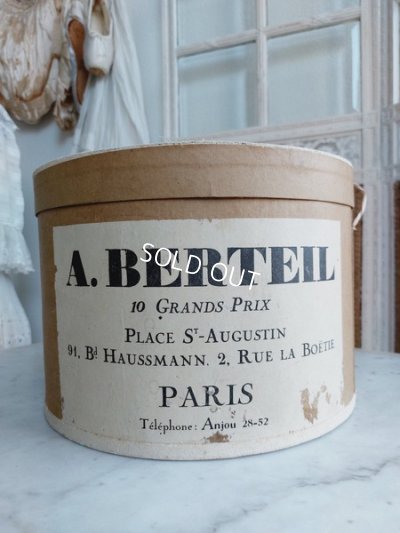 A. BERTEIL
SOLD OUT
10 GRANDS PRIX
PLACE ST-AUGUSTIN
91, Bd HAUSSMANN. 2, RUE LA BOËTIE
PARIS
Téléphone: Anjou 28-52